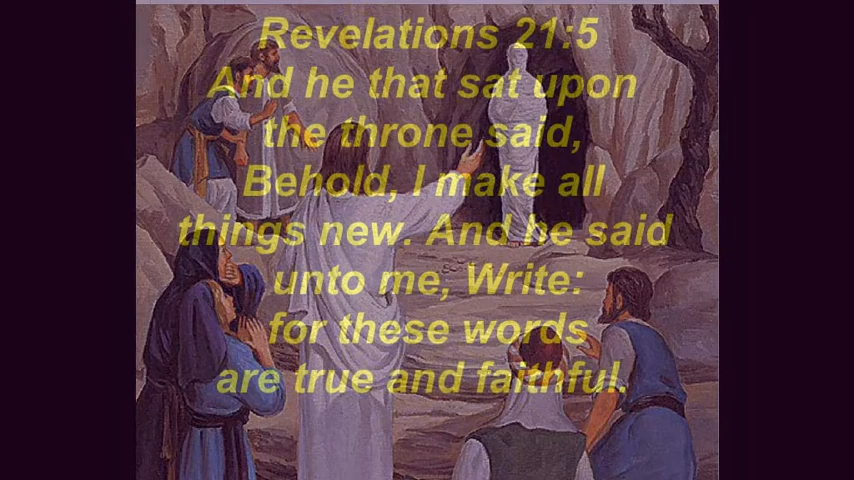 Revelations 21:5
And he that sat upon
the throne said,
Behold, I make all
things new. And he said
unto me, Write:
for these words
are true and faithful.